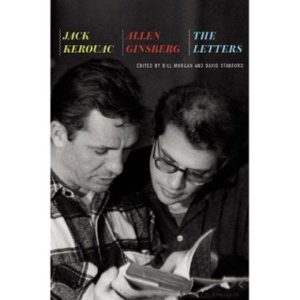 JACK KEROUAC
ALLEN GINSBERG
THE LETTERS
EDITED BY BILL MORGAN AND DAVID STANFORD